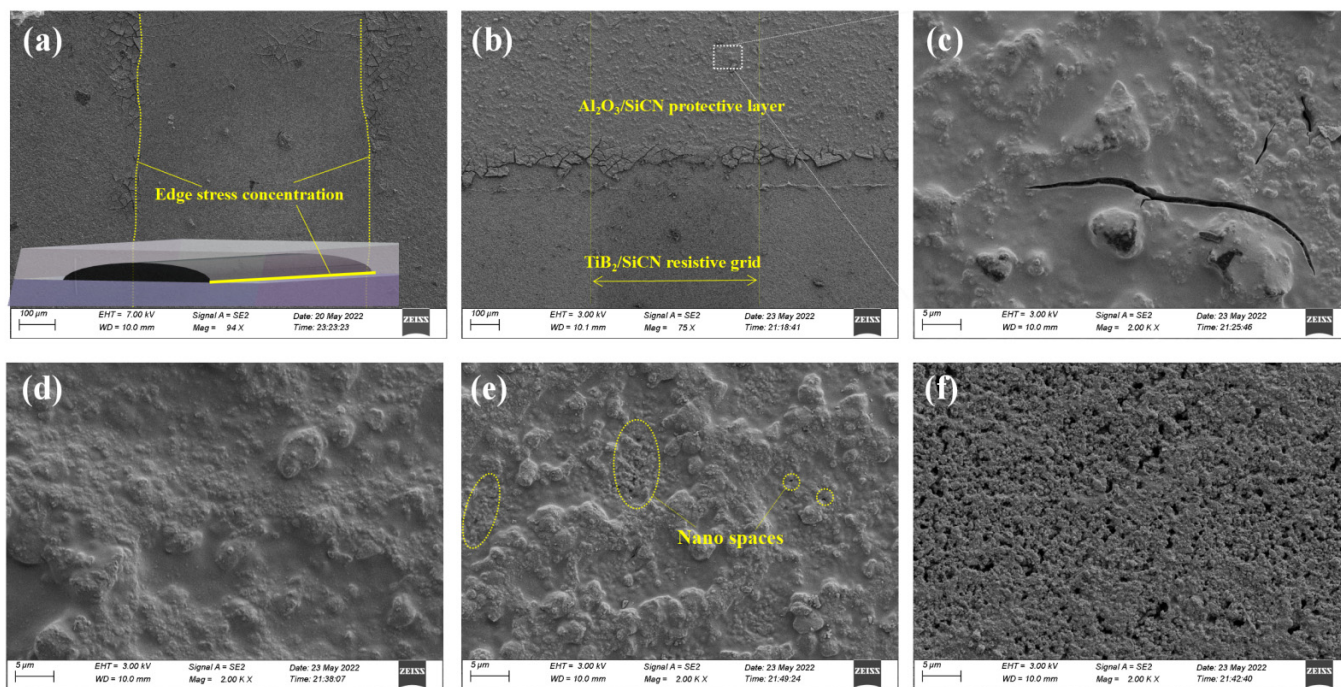 (a)
Edge stress concentration
100 μm
EHT = 7.00 kV
Signal A = SE2
Date: 20 May 2022
WD = 10.0 mm
Mag = 94 X
Time: 23:23:23
ZEISS
(b)
Al₂O₃/SiCN protective layer
TiB₂/SiCN resistive grid
100 μm
EHT = 3.00 kV
Signal A = SE2
Date: 23 May 2022
WD = 10.1 mm
Mag = 75 X
Time: 21:18:41
ZEISS
(c)
5 μm
EHT = 3.00 kV
Signal A = SE2
Date: 23 May 2022
WD = 10.0 mm
Mag = 2.00 K X
Time: 21:25:46
ZEISS
(d)
5 μm
EHT = 3.00 kV
Signal A = SE2
Date: 23 May 2022
WD = 10.0 mm
Mag = 2.00 K X
Time: 21:38:07
ZEISS
(e)
Nano spaces
5 μm
EHT = 3.00 kV
Signal A = SE2
Date: 23 May 2022
WD = 10.0 mm
Mag = 2.00 K X
Time: 21:49:24
ZEISS
(f)
5 μm
EHT = 3.00 kV
Signal A = SE2
Date: 23 May 2022
WD = 10.0 mm
Mag = 2.00 K X
Time: 21:42:40
ZEISS